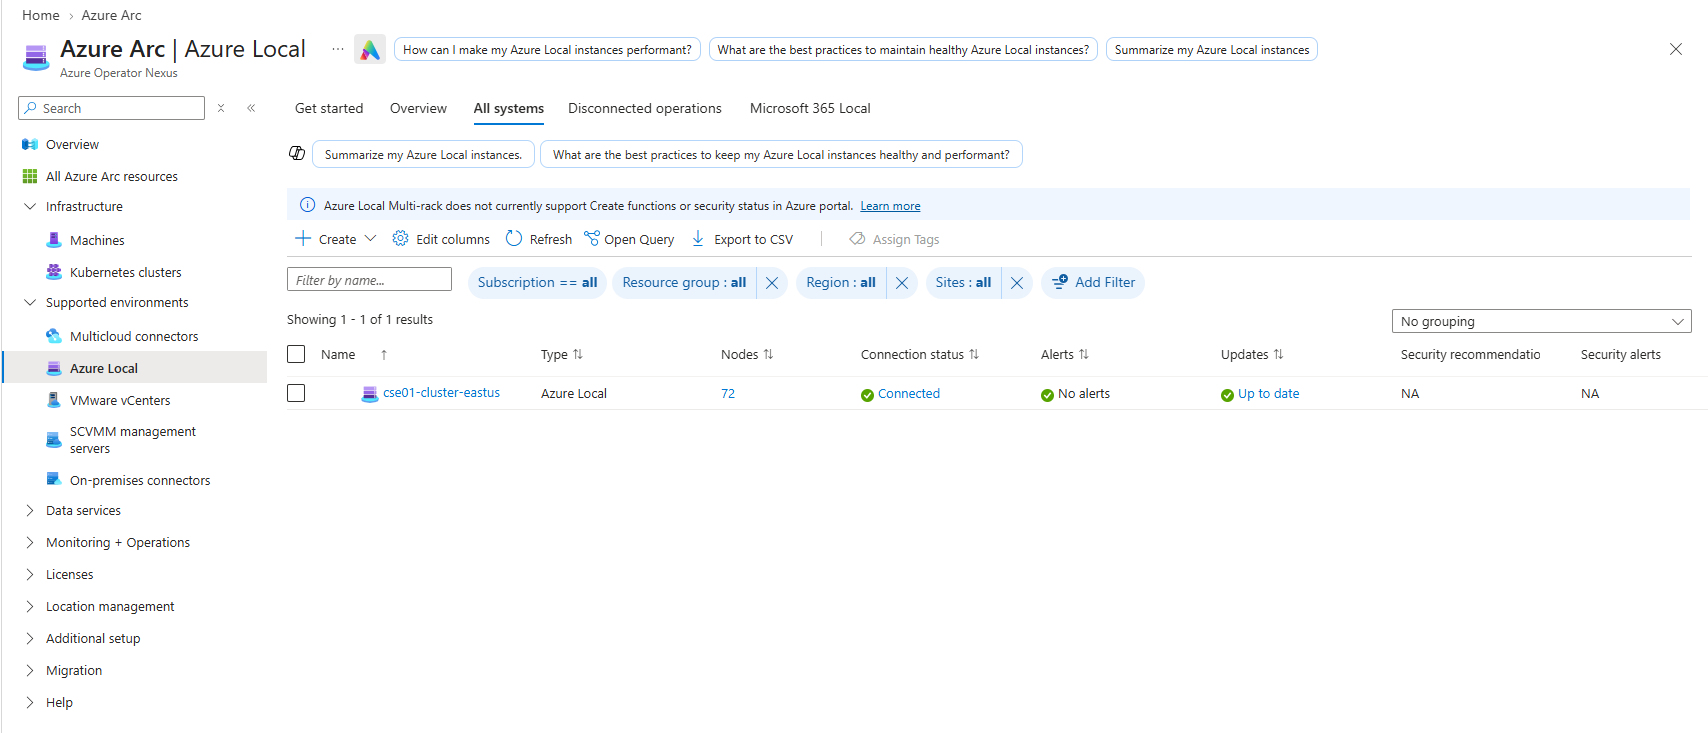 Home › Azure Arc
Azure Arc | Azure Local ···
Azure Operator Nexus
How can I make my Azure Local instances performant?
What are the best practices to maintain healthy Azure Local instances?
Summarize my Azure Local instances
Search
Overview
All Azure Arc resources
Infrastructure
Machines
Kubernetes clusters
Supported environments
Multicloud connectors
Azure Local
VMware vCenters
SCVMM management
servers
On-premises connectors
Data services
Monitoring + Operations
Licenses
Location management
Additional setup
Migration
Help
Get started Overview All systems Disconnected operations Microsoft 365 Local
Summarize my Azure Local instances.
What are the best practices to keep my Azure Local instances healthy and performant?
Azure Local Multi-rack does not currently support Create functions or security status in Azure portal. Learn more
Create Edit columns Refresh Open Query Export to CSV Assign Tags
Filter by name... Subscription == all Resource group : all Region : all Sites : all Add Filter
Showing 1 - 1 of 1 results
No grouping
Name Type Nodes Connection status Alerts Updates Security recommendatio Security alerts
cse01-cluster-eastus Azure Local 72 Connected No alerts Up to date NA NA